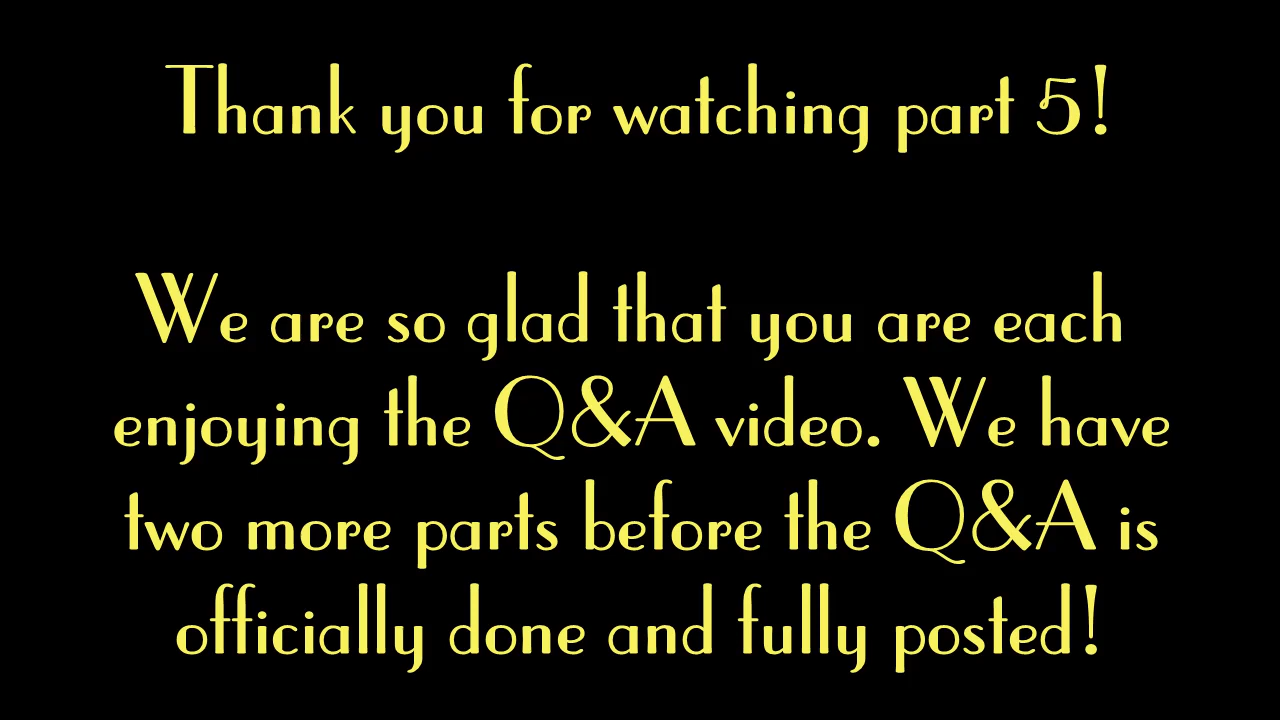 Thank you for watching part 5!
We are so glad that you are each
enjoying the Q&A video. We have
two more parts before the Q&A is
officially done and fully posted!